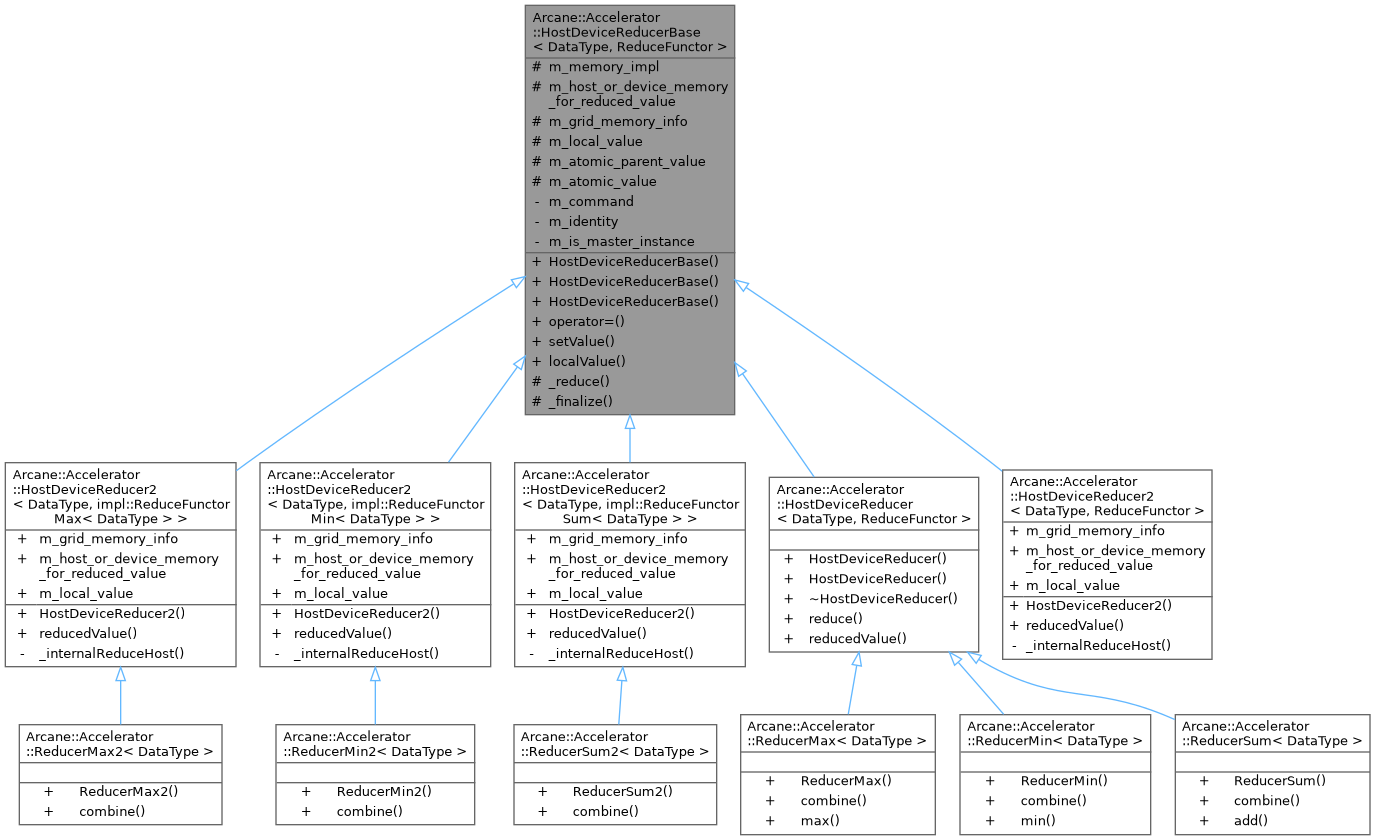 Arcane::Accelerator
::HostDeviceReducerBase
< DataType, ReduceFunctor >
# m_memory_impl
# m_host_or_device_memory
_for_reduced_value
# m_grid_memory_info
# m_local_value
# m_atomic_parent_value
# m_atomic_value
- m_command
- m_identity
- m_is_master_instance
+ HostDeviceReducerBase()
+ HostDeviceReducerBase()
+ HostDeviceReducerBase()
+ operator=()
+ setValue()
+ localValue()
# _reduce()
# _finalize()
Arcane::Accelerator
::HostDeviceReducer2
< DataType, impl::ReduceFunctor
Max< DataType > >
+ m_grid_memory_info
+ m_host_or_device_memory
_for_reduced_value
+ m_local_value
+ HostDeviceReducer2()
+ reducedValue()
- _internalReduceHost()
Arcane::Accelerator
::HostDeviceReducer2
< DataType, impl::ReduceFunctor
Min< DataType > >
+ m_grid_memory_info
+ m_host_or_device_memory
_for_reduced_value
+ m_local_value
+ HostDeviceReducer2()
+ reducedValue()
- _internalReduceHost()
Arcane::Accelerator
::HostDeviceReducer2
< DataType, impl::ReduceFunctor
Sum< DataType > >
+ m_grid_memory_info
+ m_host_or_device_memory
_for_reduced_value
+ m_local_value
+ HostDeviceReducer2()
+ reducedValue()
- _internalReduceHost()
Arcane::Accelerator
::HostDeviceReducer
< DataType, ReduceFunctor >
+ HostDeviceReducer()
+ HostDeviceReducer()
+ ~HostDeviceReducer()
+ reduce()
+ reducedValue()
Arcane::Accelerator
::HostDeviceReducer2
< DataType, ReduceFunctor >
+ m_grid_memory_info
+ m_host_or_device_memory
_for_reduced_value
+ m_local_value
+ HostDeviceReducer2()
+ reducedValue()
- _internalReduceHost()
Arcane::Accelerator
::ReducerMax2< DataType >
+ ReducerMax2()
+ combine()
Arcane::Accelerator
::ReducerMin2< DataType >
+ ReducerMin2()
+ combine()
Arcane::Accelerator
::ReducerSum2< DataType >
+ ReducerSum2()
+ combine()
Arcane::Accelerator
::ReducerMax< DataType >
+ ReducerMax()
+ combine()
+ max()
Arcane::Accelerator
::ReducerMin< DataType >
+ ReducerMin()
+ combine()
+ min()
Arcane::Accelerator
::ReducerSum< DataType >
+ ReducerSum()
+ combine()
+ add()